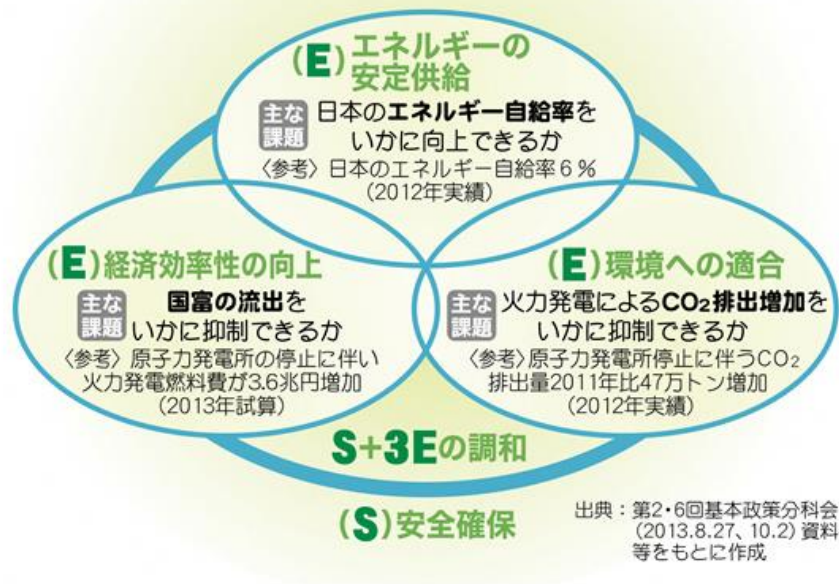 (E)エネルギーの
安定供給
主な
課題
日本のエネルギー自給率を
いかに向上できるか
〈参考〉日本のエネルギー自給率6%
(2012年実績)
(E)経済効率性の向上
主な
課題
国富の流出を
いかに抑制できるか
〈参考〉原子力発電所の停止に伴い
火力発電燃料費が3.6兆円増加
(2013年試算)
(E)環境への適合
主な
課題
火力発電によるCO₂排出増加を
いかに抑制できるか
〈参考〉原子力発電所停止に伴うCO₂
排出量2011年比47万トン増加
(2012年実績)
S+3Eの調和
(S)安全確保
出典：第2・6回基本政策分科会
(2013.8.27、10.2)資料
等をもとに作成